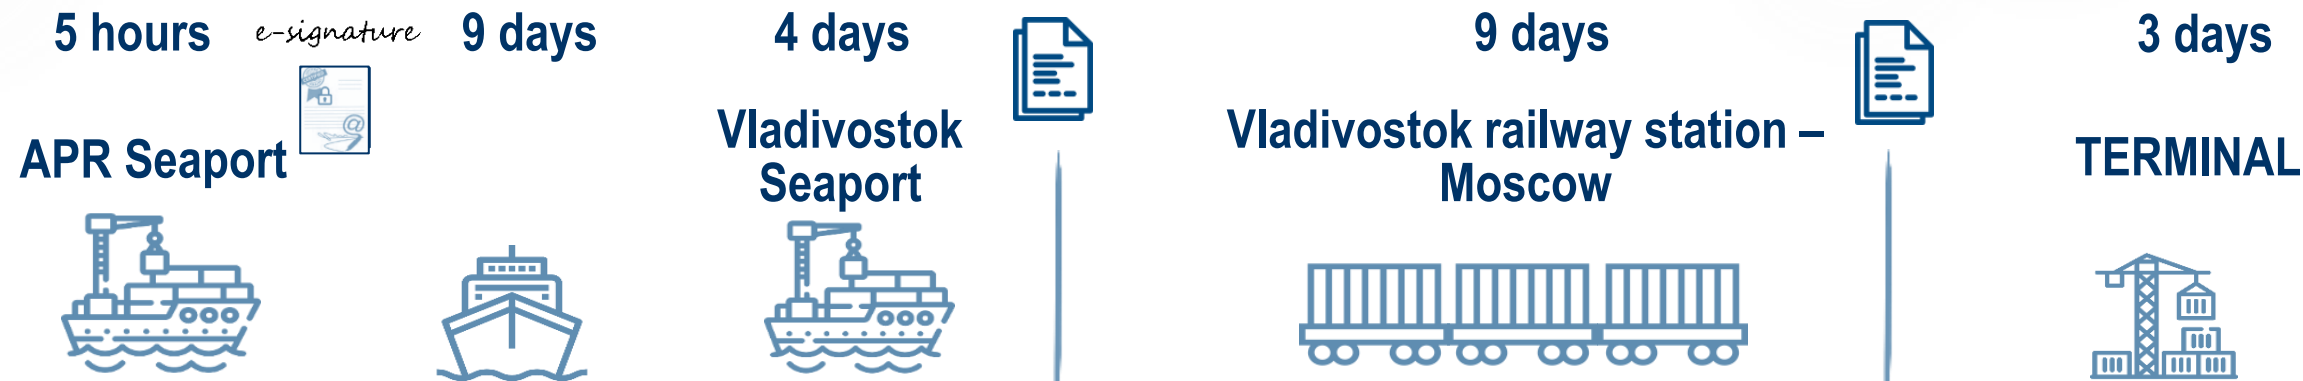 5 hours
e-signature
9 days
4 days
9 days
3 days
APR Seaport
@
Vladivostok
Seaport
Vladivostok railway station –
Moscow
TERMINAL